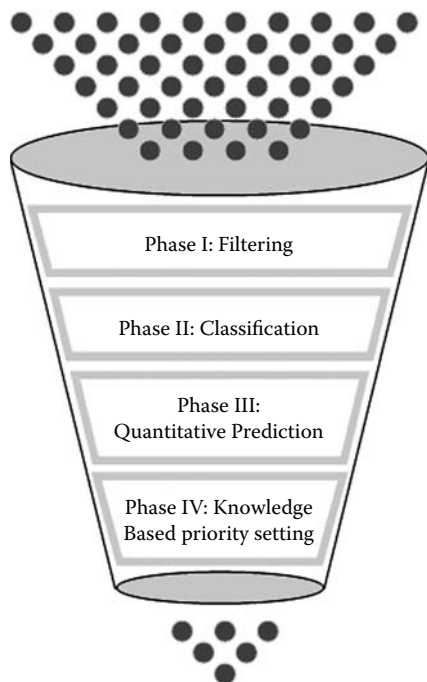 Phase I: Filtering
Phase II: Classification
Phase III:
Quantitative Prediction
Phase IV: Knowledge
Based priority setting